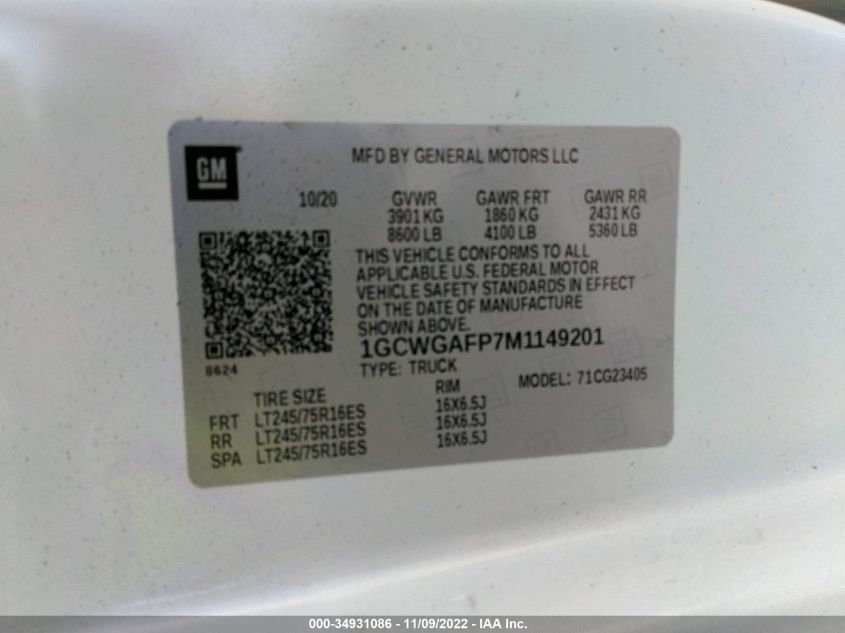 GM
MFD BY GENERAL MOTORS LLC
10/20 GVWR GAWR FRT GAWR RR
3901 KG 1860 KG 2431 KG
8600 LB 4100 LB 5360 LB
THIS VEHICLE CONFORMS TO ALL
APPLICABLE U.S. FEDERAL MOTOR
VEHICLE SAFETY STANDARDS IN EFFECT
ON THE DATE OF MANUFACTURE
SHOWN ABOVE.
1GCWGAFP7M1149201
8624
TYPE: TRUCK MODEL: 71CG23405
TIRE SIZE RIM
FRT LT245/75R16ES 16X6.5J
RR LT245/75R16ES 16X6.5J
SPA LT245/75R16ES 16X6.5J
000-34931086 - 11/09/2022 - IAA Inc.